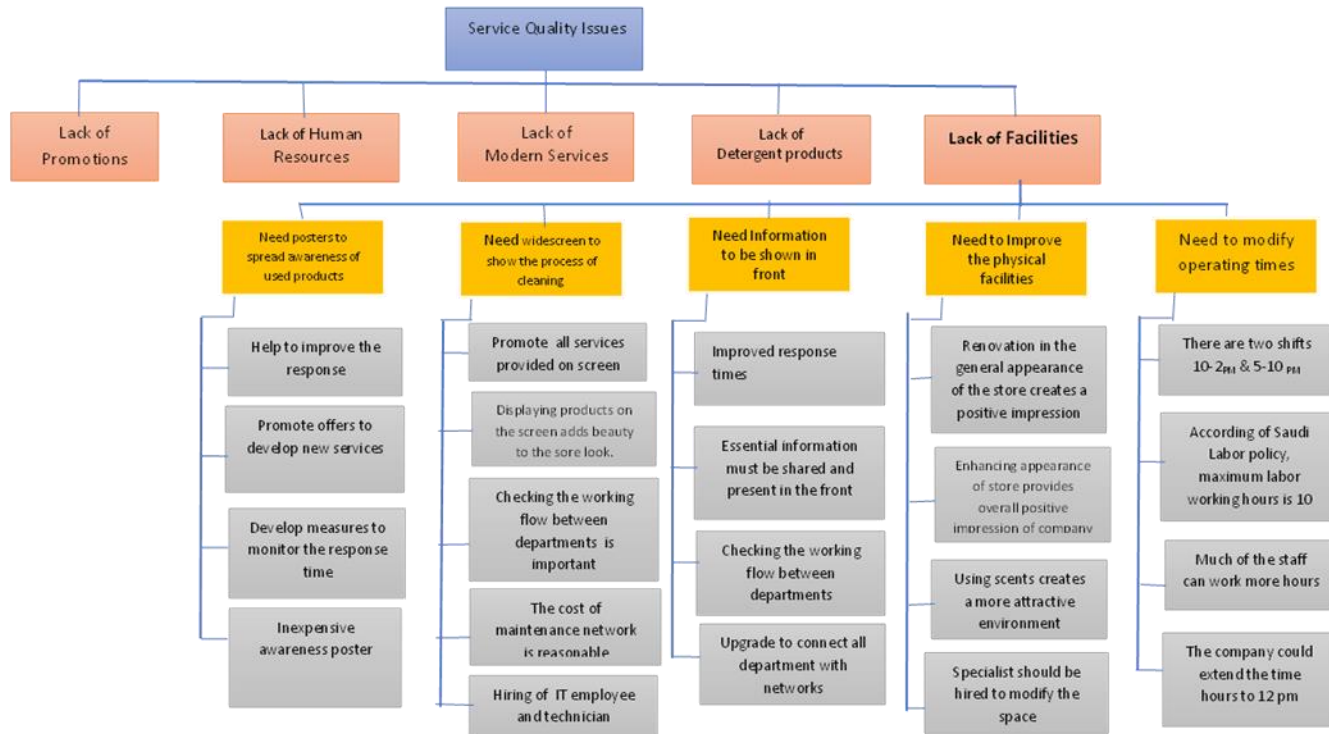 Service Quality Issues
Lack of
Promotions
Lack of Human
Resources
Lack of
Modern Services
Lack of
Detergent products
Lack of Facilities
Need posters to
spread awareness of
used products
Help to improve the
response
Promote offers to
develop new services
Develop measures to
monitor the response
time
Inexpensive
awareness poster
Need widescreen to
show the process of
cleaning
Promote all services
provided on screen
Displaying products on
the screen adds beauty
to the sore look.
Checking the working
flow between
departments is
important
The cost of
maintenance network
is reasonable
Hiring of IT employee
and technician
Need Information
to be shown in
front
Improved response
times
Essential information
must be shared and
present in the front
Checking the working
flow between
departments
Upgrade to connect all
department with
networks
Need to Improve
the physical
facilities
Renovation in the
general appearance
of the store creates a
positive impression
Enhancing appearance
of store provides
overall positive
impression of company
Using scents creates
a more attractive
environment
Specialist should be
hired to modify the
space
Need to modify
operating times
There are two shifts
10-2PM & 5-10 PM
According of Saudi
Labor policy,
maximum labor
working hours is 10
Much of the staff
can work more hours
The company could
extend the time
hours to 12 pm